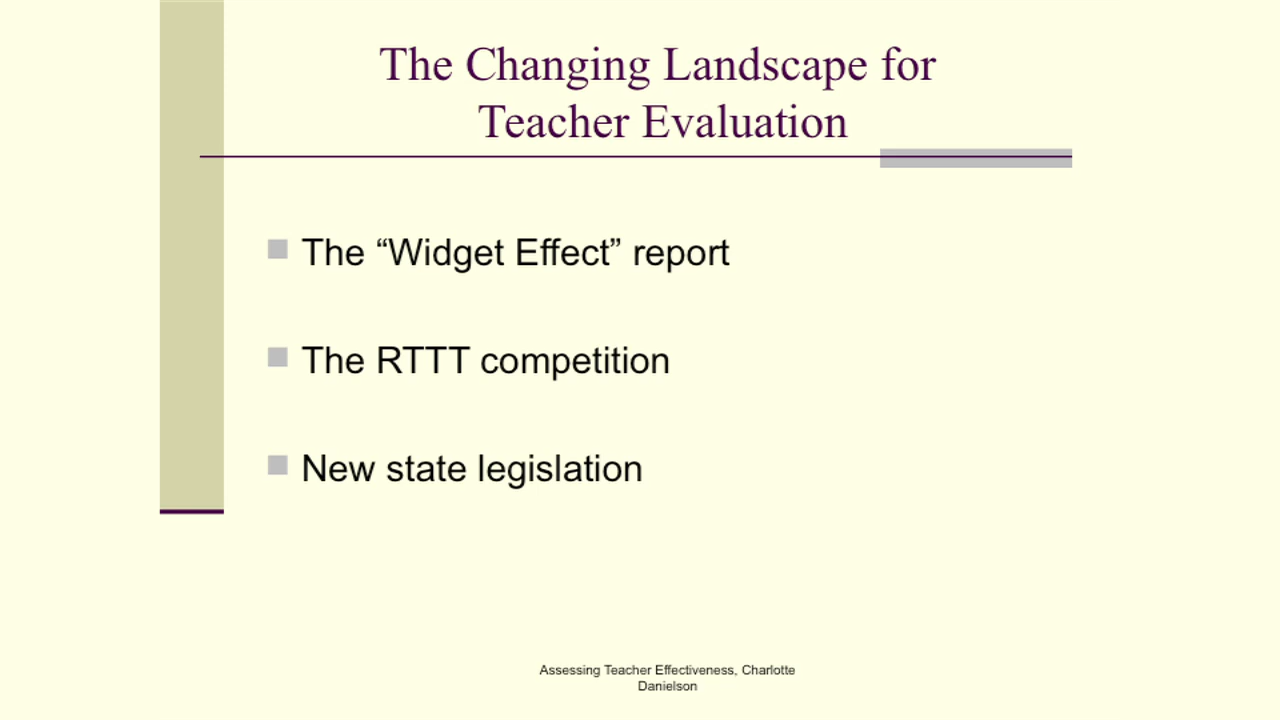 The Changing Landscape for
Teacher Evaluation
The “Widget Effect” report
The RTTT competition
New state legislation
Assessing Teacher Effectiveness, Charlotte
Danielson